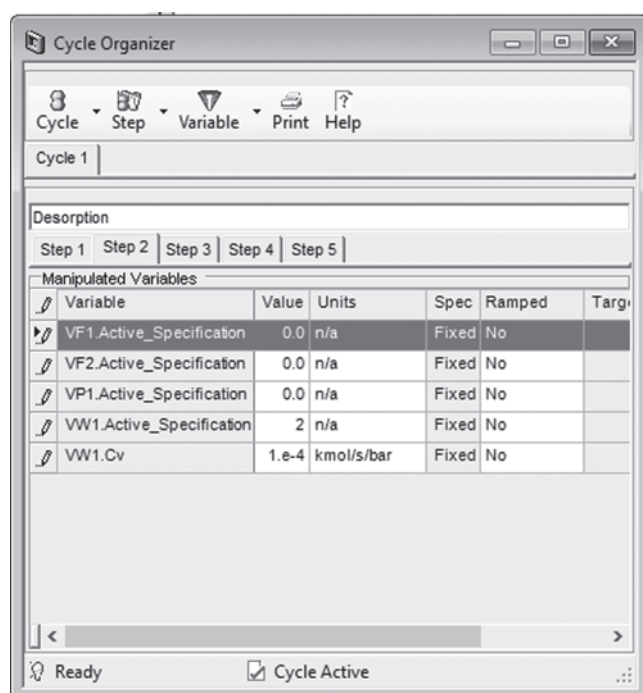 Cycle Organizer
Cycle Step Variable Print Help
Cycle 1
Desorption
Step 1 Step 2 Step 3 Step 4 Step 5
Manipulated Variables
Variable Value Units Spec Ramped
VF1.Active_Specification 0.0 n/a Fixed No
VF2.Active_Specification 0.0 n/a Fixed No
VP1.Active_Specification 0.0 n/a Fixed No
VW1.Active_Specification 2 n/a Fixed No
VW1.Cv 1.e-4 kmol/s/bar Fixed No
Ready Cycle Active